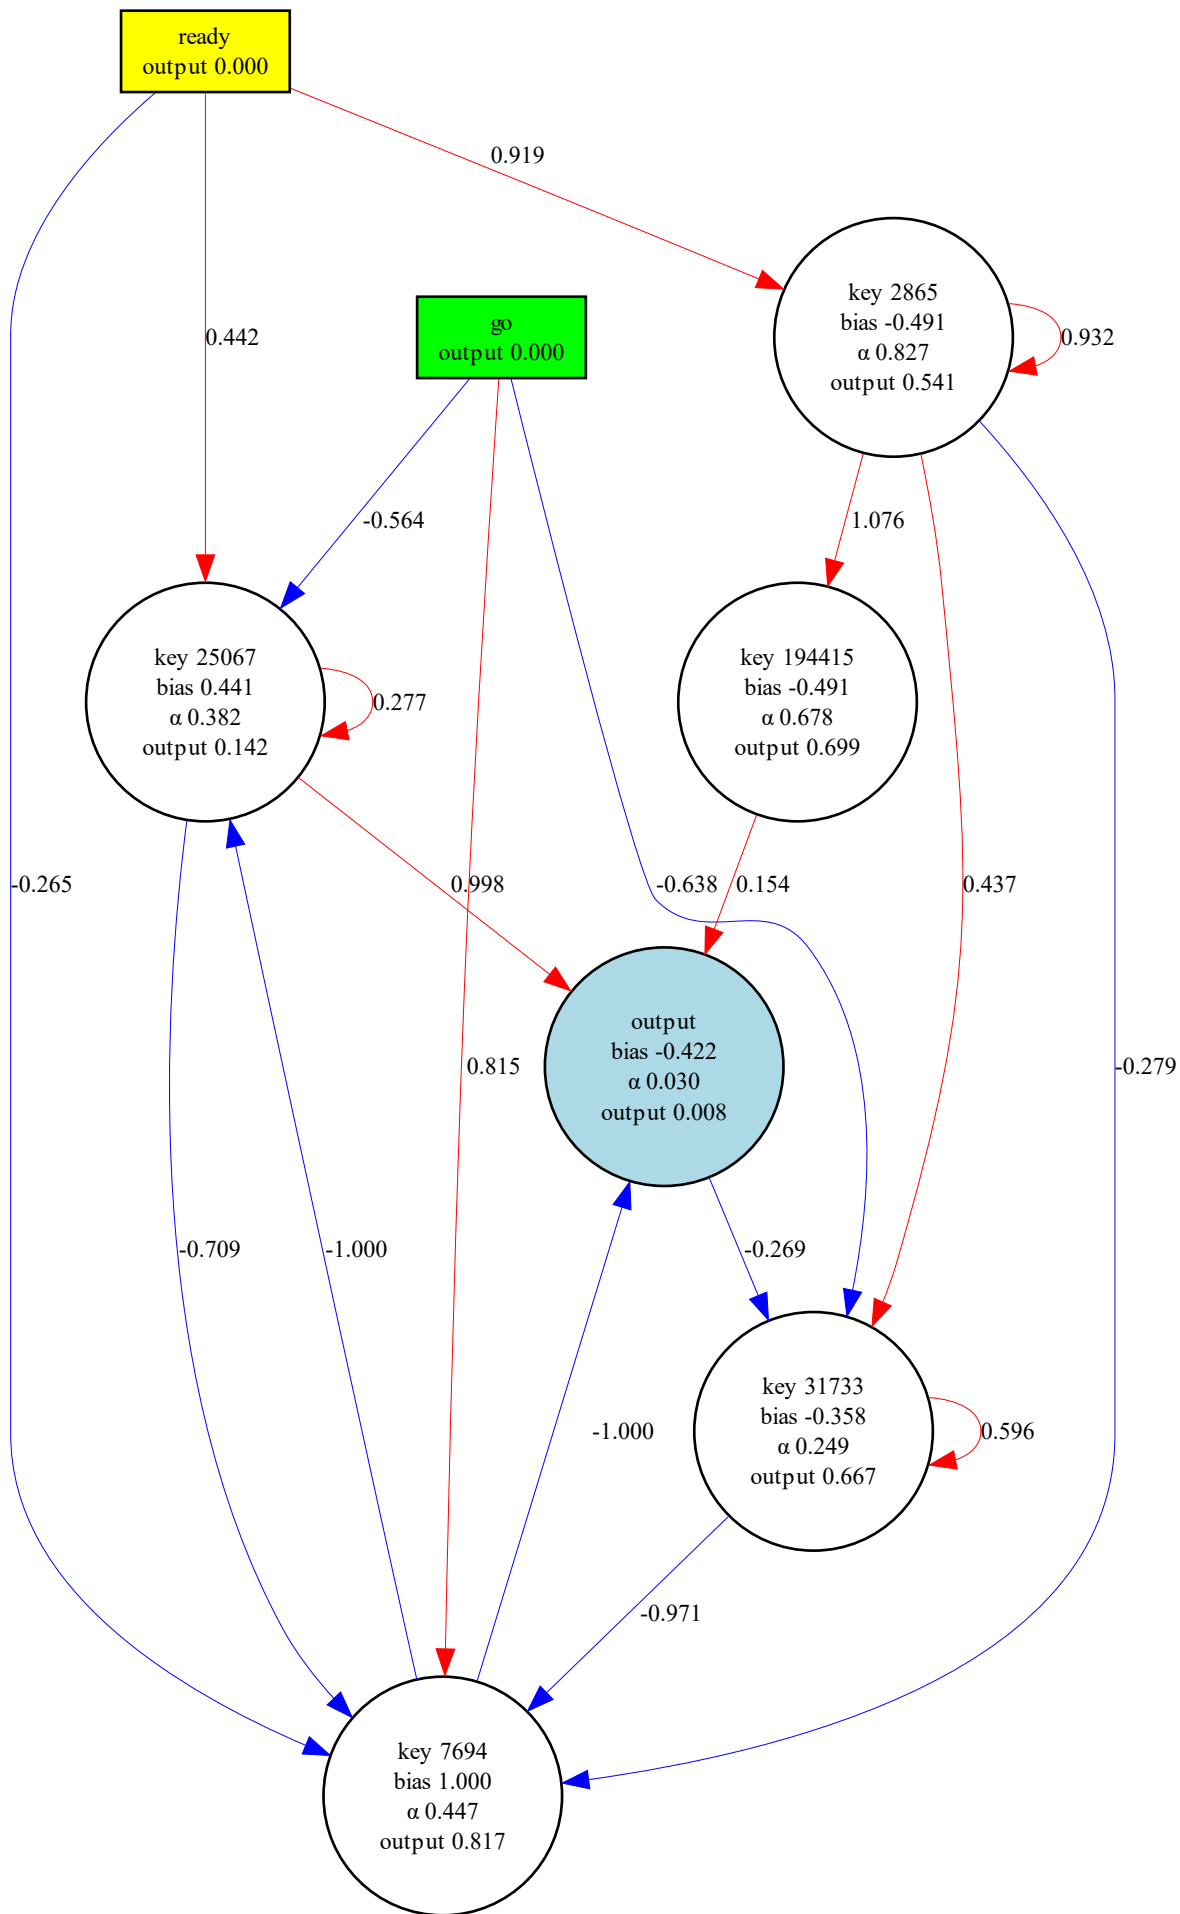 ready
output 0.000
0.919
key 2865
bias -0.491
α 0.827
output 0.541
0.932
go
output 0.000
0.442
-0.564
1.076
key 25067
bias 0.441
α 0.382
output 0.142
0.277
key 194415
bias -0.491
α 0.678
output 0.699
-0.265
0.998
-0.638
0.154
0.437
output
bias -0.422
α 0.030
output 0.008
0.815
-0.279
-0.709
-1.000
-0.269
-1.000
key 31733
bias -0.358
α 0.249
output 0.667
0.596
-0.971
key 7694
bias 1.000
α 0.447
output 0.817